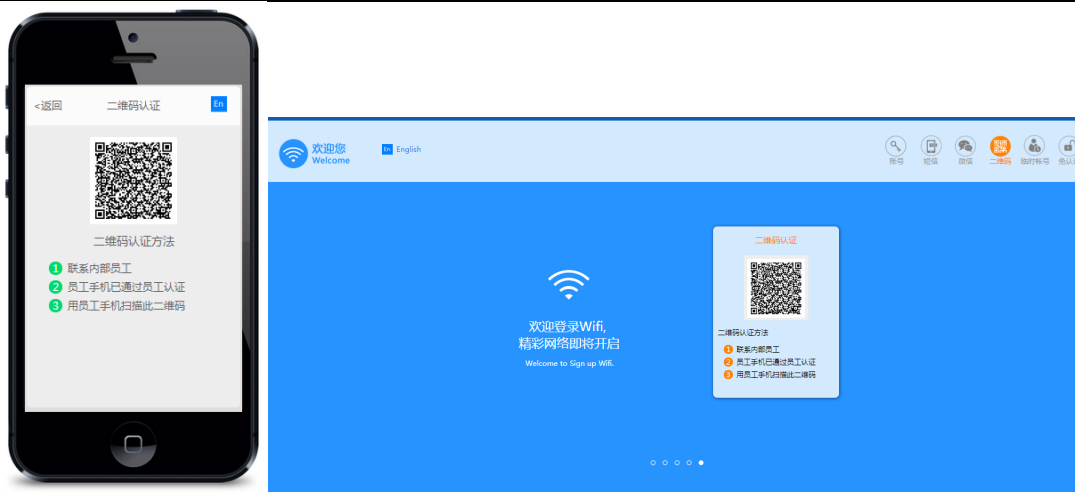 <返回 二维码认证 En
二维码认证方法
1 联系内部员工
2 员工手机已通过员工认证
3 用员工手机扫描此二维码
欢迎您
Welcome
En English
账号 短信 微信 二维码 临时帐号 免认
欢迎登录Wifi,
精彩网络即将开启
Welcome to Sign up Wifi.
二维码认证
二维码认证方法
1 联系内部员工
2 员工手机已通过员工认证
3 用员工手机扫描此二维码